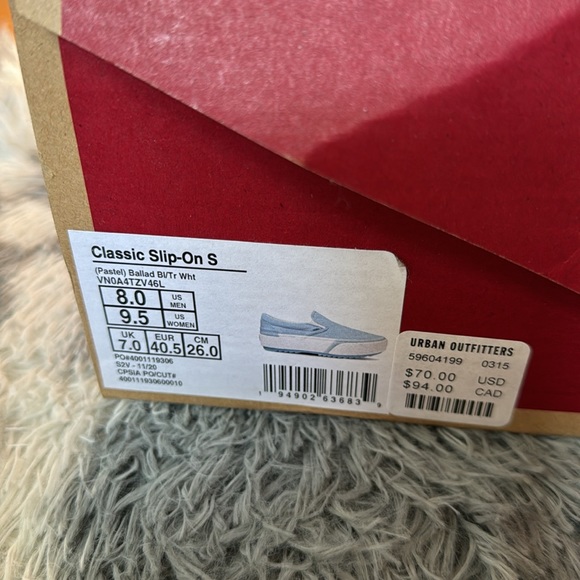 Classic Slip-On S
(Pastel) Ballad Bl/Tr Wht
VN0A4TZV46L
8.0 US MEN
9.5 US WOMEN
UK EUR CM
7.0 40.5 26.0
PO#4001119306
S2V - 11/20
CPSIA PO/CUT#
400111930600010
1 94902 63683 9
URBAN OUTFITTERS
59604199 0315
$70.00 USD
$94.00 CAD